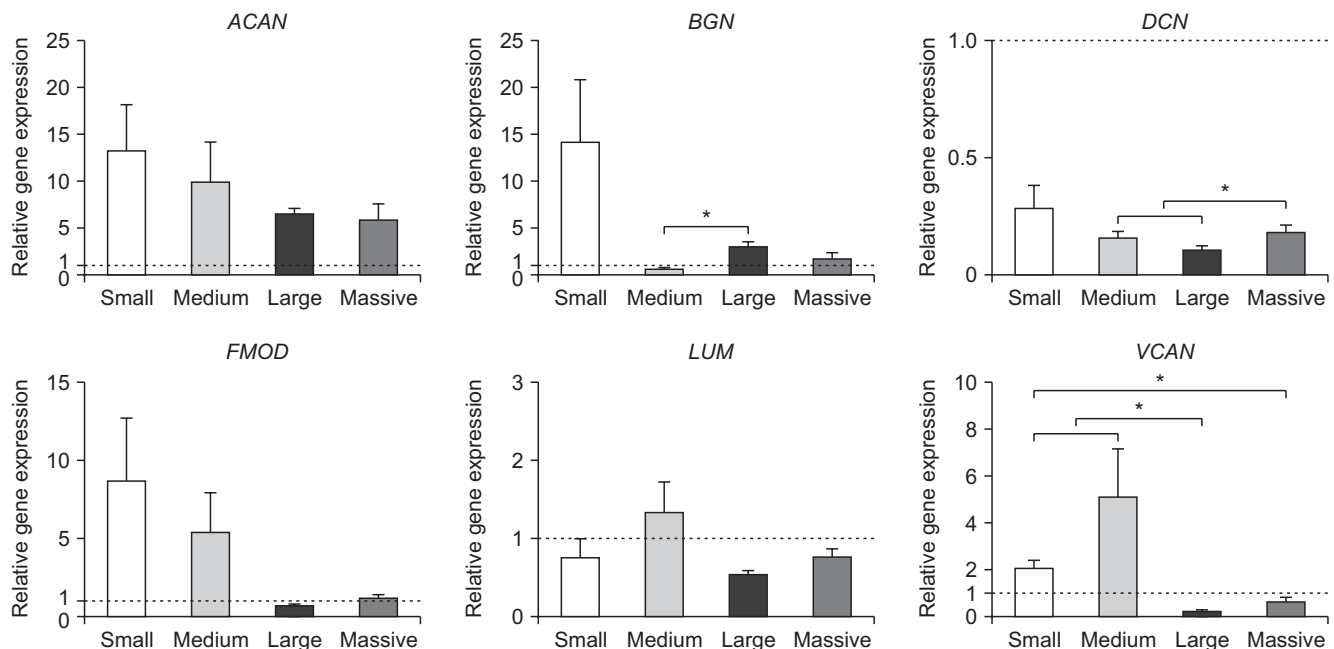 ACAN
Relative gene expression
25
20
15
10
5
1
0
Small Medium Large Massive
BGN
Relative gene expression
25
20
15
10
5
1
0
*
Small Medium Large Massive
DCN
Relative gene expression
1.0
0.5
0
*
Small Medium Large Massive
FMOD
Relative gene expression
15
10
5
1
0
Small Medium Large Massive
LUM
Relative gene expression
3
2
1
0
Small Medium Large Massive
VCAN
Relative gene expression
10
8
6
4
2
1
0
*
*
Small Medium Large Massive